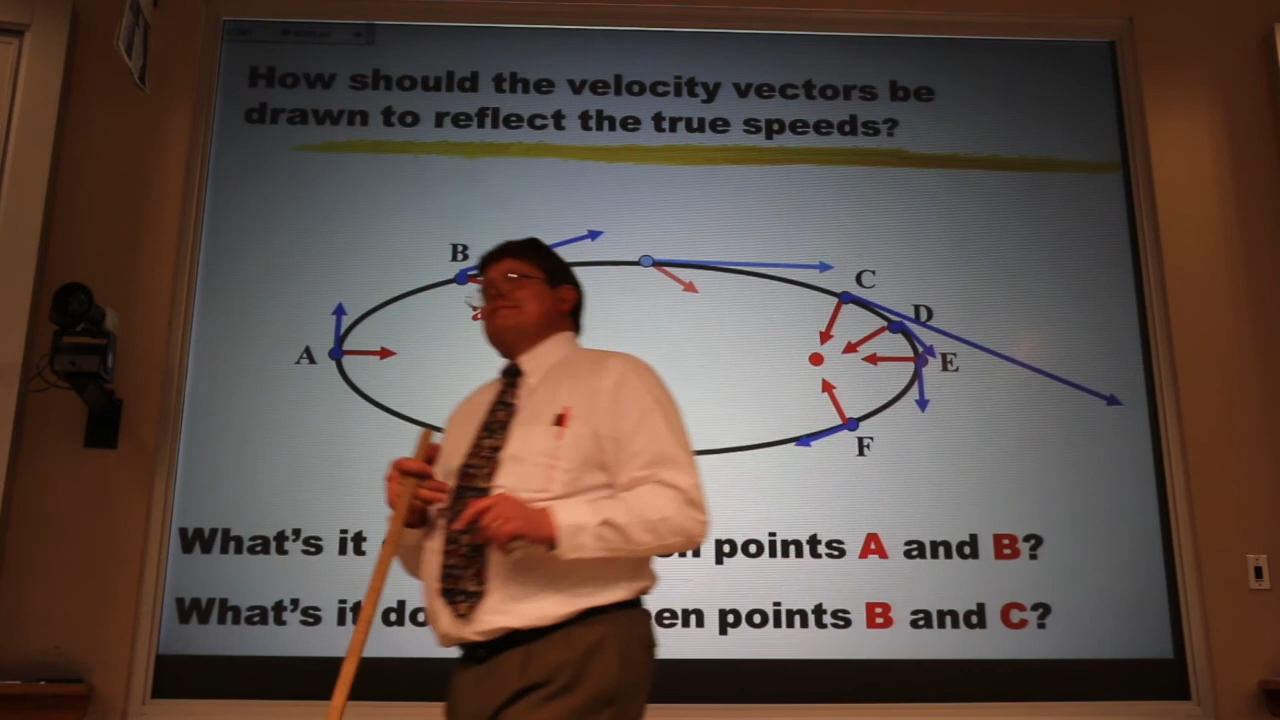 How should the velocity vectors be
drawn to reflect the true speeds?
B
C
D
A
E
F
What's it points A and B?
What's it points B and C?